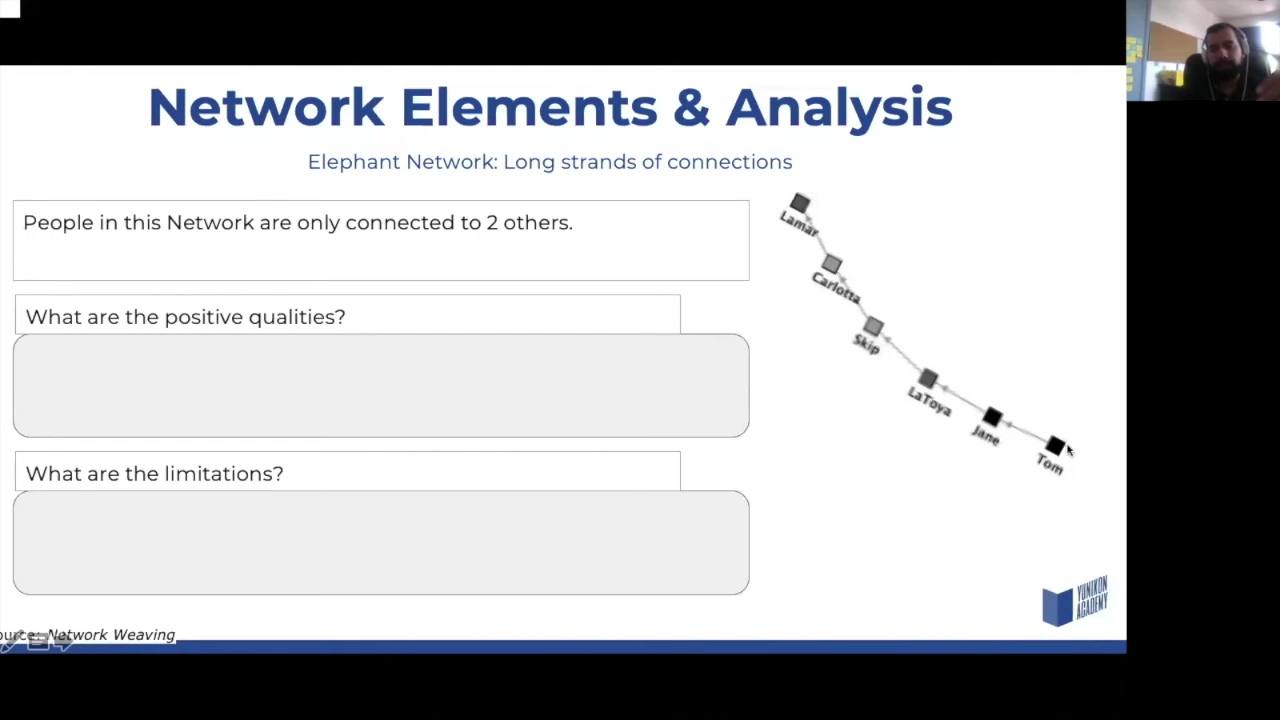 Network Elements & Analysis
Elephant Network: Long strands of connections
People in this Network are only connected to 2 others.
What are the positive qualities?
What are the limitations?
Lamar
Carlotta
Skip
LaToya
Jane
Tom
YUNIKON
ACADEMY
Network Weaving